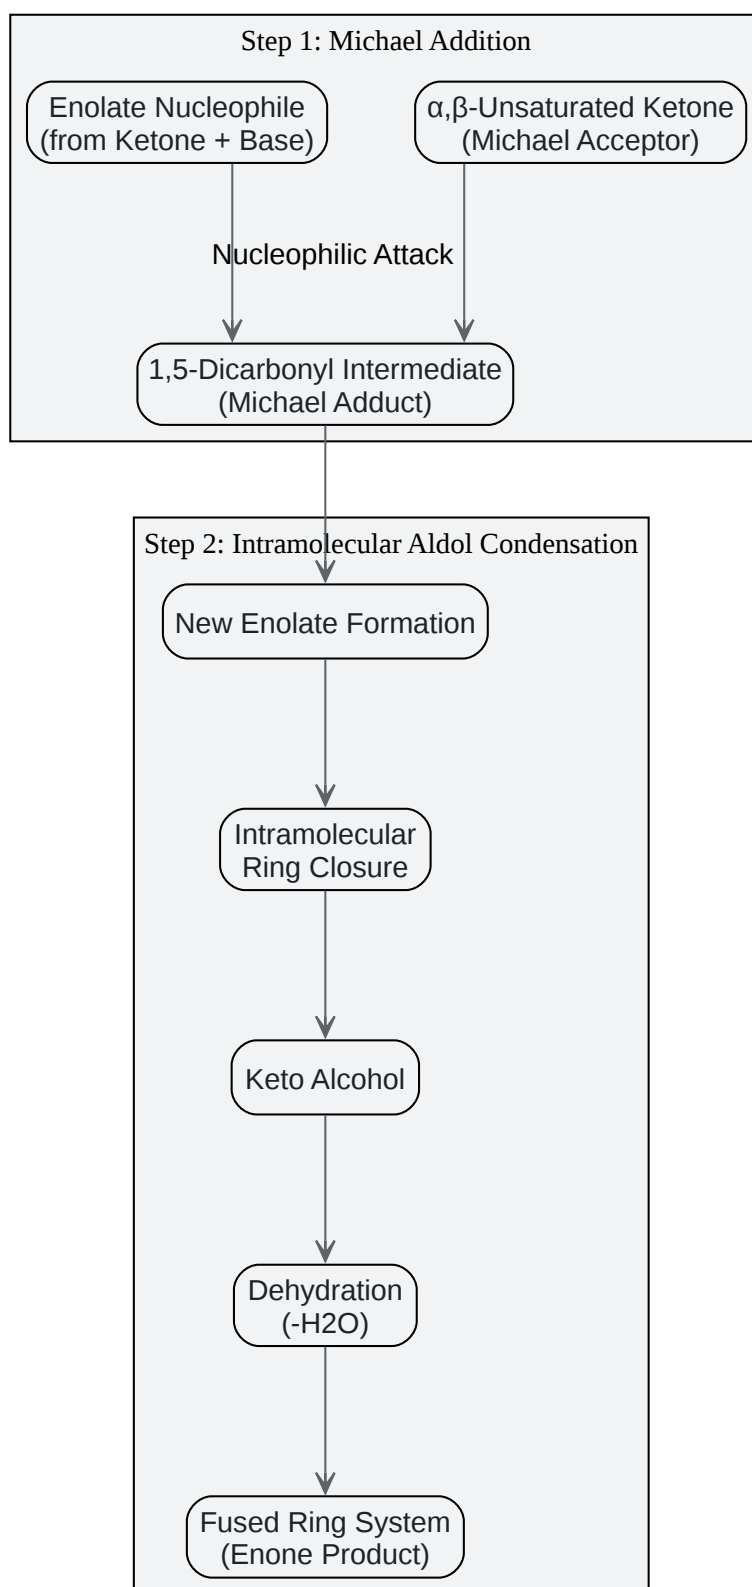 Step 1: Michael Addition
Enolate Nucleophile
(from Ketone + Base)
α,β-Unsaturated Ketone
(Michael Acceptor)
Nucleophilic Attack
1,5-Dicarbonyl Intermediate
(Michael Adduct)
Step 2: Intramolecular Aldol Condensation
New Enolate Formation
Intramolecular
Ring Closure
Keto Alcohol
Dehydration
(-H2O)
Fused Ring System
(Enone Product)